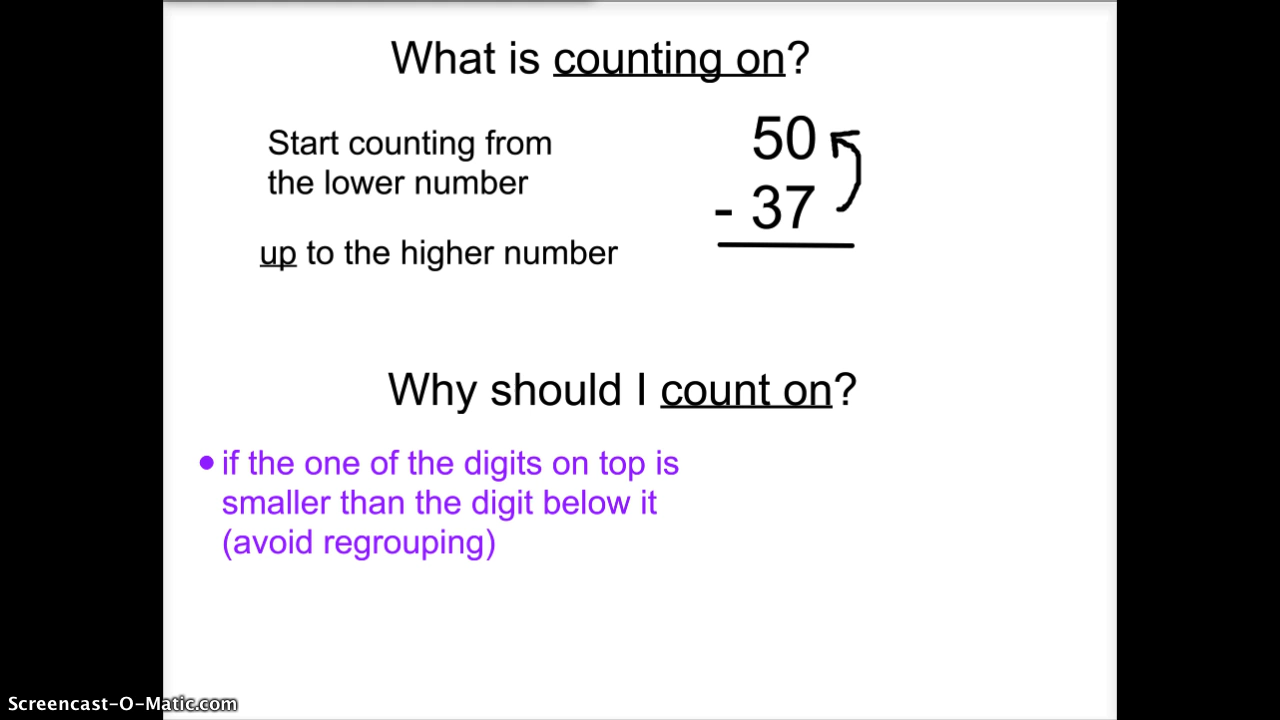 What is counting on?
Start counting from
the lower number
up to the higher number
50
- 37
Why should I count on?
• if the one of the digits on top is
smaller than the digit below it
(avoid regrouping)
Screencast-O-Matic.com